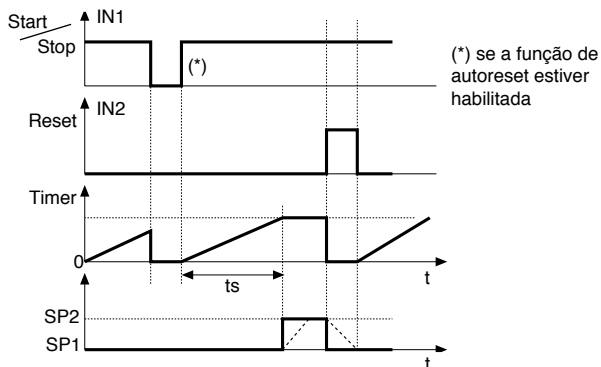 Start
Stop
IN1
(*)
(*) se a função de
autoreset estiver
habilitada
IN2
Reset
Timer
0
ts
t
SP2
SP1
t